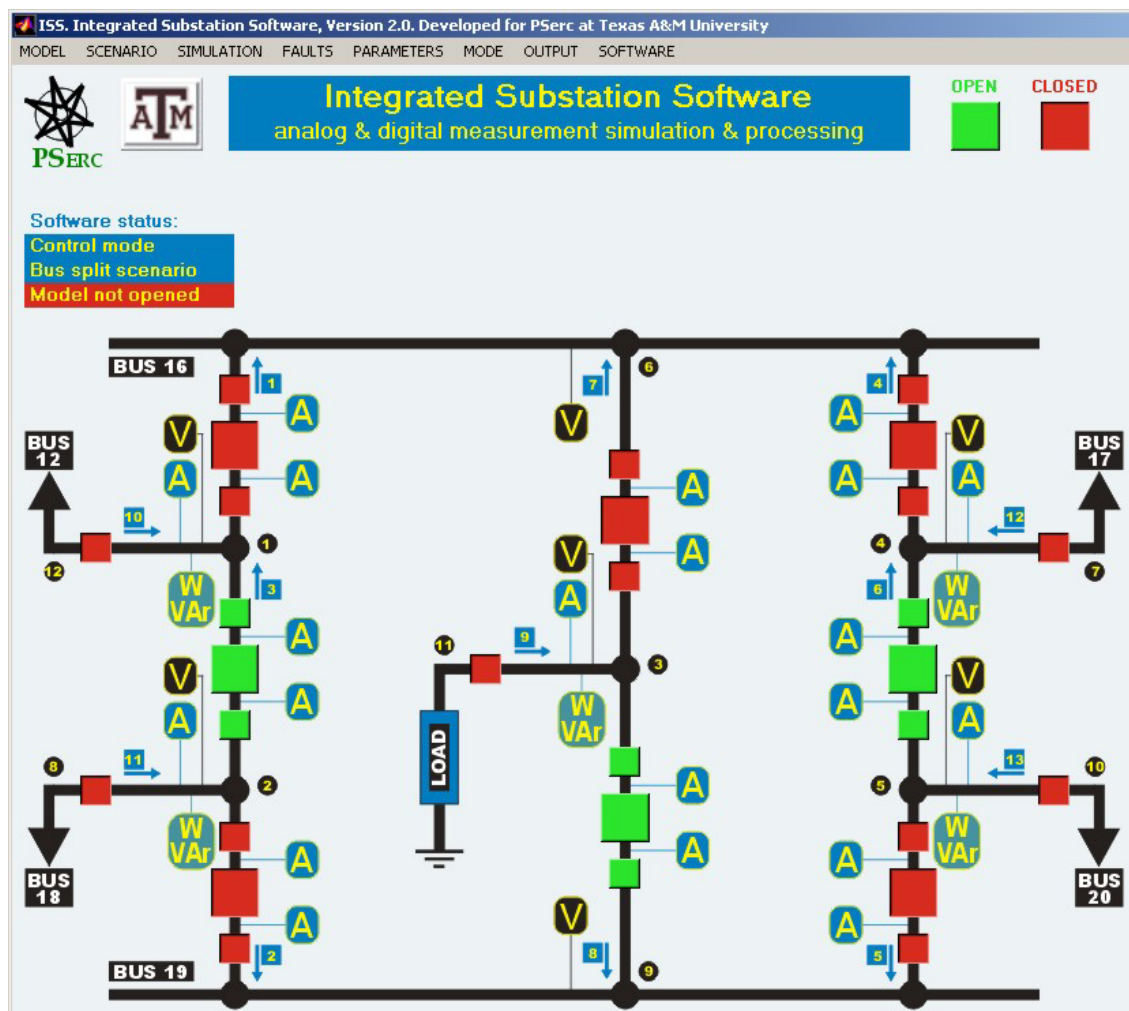 ISS. Integrated Substation Software, Version 2.0. Developed for PSerc at Texas A&M University
MODEL SCENARIO SIMULATION FAULTS PARAMETERS MODE OUTPUT SOFTWARE
PSERC
ATM
Integrated Substation Software
analog & digital measurement simulation & processing
OPEN CLOSED
Software status:
Control mode
Bus split scenario
Model not opened
BUS 16
6
1
7
4
A
A
V
V
V
BUS
12
BUS
17
A
A
A
A
A
A
10
12
1
4
V
A
12
7
W
VAr
3
A
6
W
VAr
A
A
11
9
3
V
V
W
VAr
A
A
A
A
8
11
2
5
13
10
LOAD
A
W
VAr
A
A
W
VAr
A
BUS
18
BUS
20
A
V
A
BUS 19
2
8
9
5